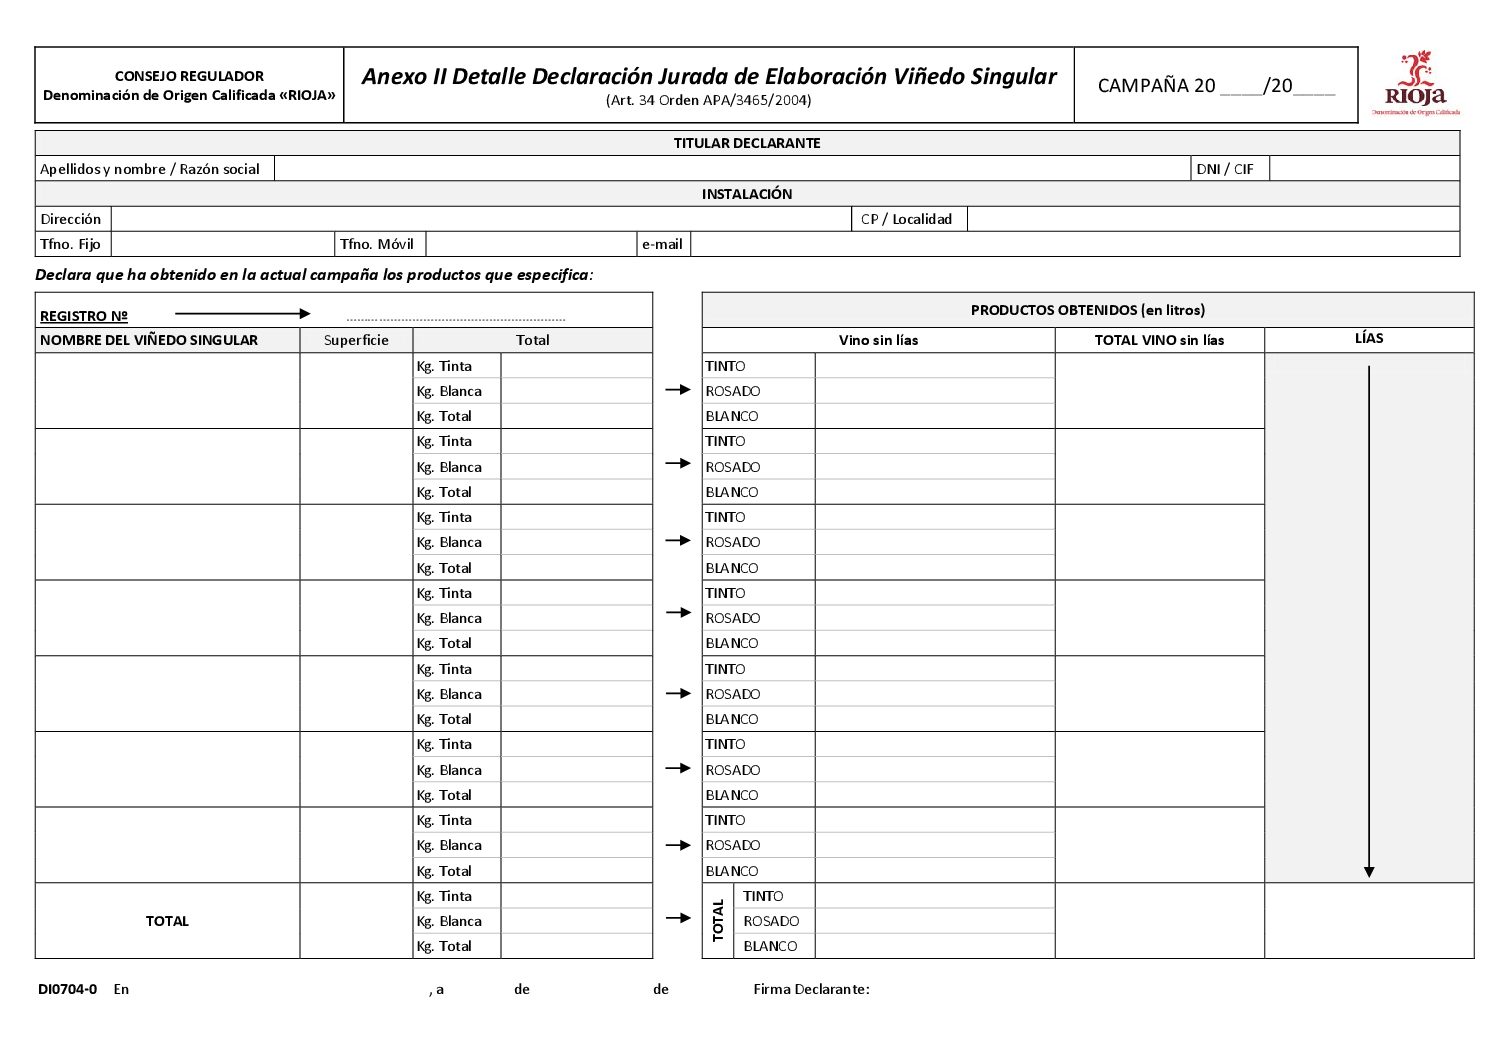 CONSEJO REGULADOR
Denominación de Origen Calificada «RIOJA»
Anexo II Detalle Declaración Jurada de Elaboración Viñedo Singular
(Art. 34 Orden APA/3465/2004)
CAMPAÑA 20 ____/20____
RIOJA
Denominación de Origen Calificada
TITULAR DECLARANTE
Apellidos y nombre / Razón social DNI / CIF
INSTALACIÓN
Dirección CP / Localidad
Tfno. Fijo Tfno. Móvil e-mail
Declara que ha obtenido en la actual campaña los productos que especifica:
REGISTRO Nº ........................................................
PRODUCTOS OBTENIDOS (en litros)
NOMBRE DEL VIÑEDO SINGULAR Superficie Total Vino sin lías TOTAL VINO sin lías LÍAS
Kg. Tinta TINTO
Kg. Blanca ROSADO
Kg. Total BLANCO
Kg. Tinta TINTO
Kg. Blanca ROSADO
Kg. Total BLANCO
Kg. Tinta TINTO
Kg. Blanca ROSADO
Kg. Total BLANCO
Kg. Tinta TINTO
Kg. Blanca ROSADO
Kg. Total BLANCO
Kg. Tinta TINTO
Kg. Blanca ROSADO
Kg. Total BLANCO
Kg. Tinta TINTO
Kg. Blanca ROSADO
Kg. Total BLANCO
Kg. Tinta TINTO
Kg. Blanca ROSADO
Kg. Total BLANCO
Kg. Tinta TINTO
TOTAL Kg. Blanca TOTAL ROSADO
Kg. Total BLANCO
DI0704-0 En , a de de Firma Declarante: